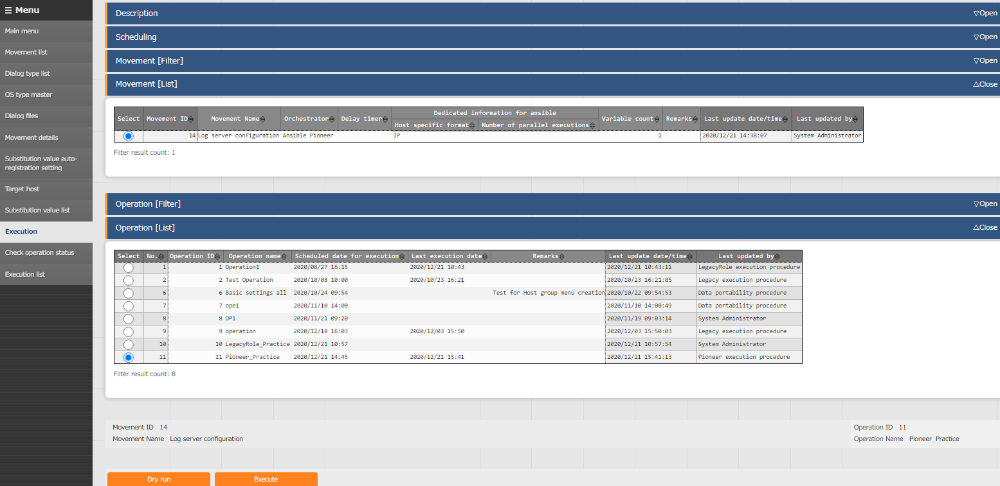 ☰ Menu
Main menu
Movement list
Dialog type list
OS type master
Dialog files
Movement details
Substitution value auto-
registration setting
Target host
Substitution value list
Execution
Check operation status
Execution list
Description ▽Open
Scheduling ▽Open
Movement [Filter] ▽Open
Movement [List] △Close
Dedicated information for ansible
Select Movement ID Movement Name Orchestrator Delay timer Host specific format Number of parallel executions Variable count Remarks Last update date/time Last updated by
14 Log server configuration Ansible Pioneer IP 1 2020/12/21 14:38:07 System Administrator
Filter result count: 1
Operation [Filter] ▽Open
Operation [List] △Close
Select No. Operation ID Operation name Scheduled date for execution Last execution date Remarks Last update date/time Last updated by
1 1 Operation1 2020/08/27 16:15 2020/12/21 10:43 2020/12/21 10:43:11 LegacyRole execution procedure
2 2 Test Operation 2020/10/08 10:00 2020/10/23 16:21 2020/10/23 16:21:05 Legacy execution procedure
6 6 Basic settings all 2020/10/24 09:54 Test for Host group menu creation 2020/10/22 09:54:53 Data portability procedure
7 7 ope1 2020/11/10 14:00 2020/11/10 14:00:49 Data portability procedure
8 8 OP1 2020/11/21 09:20 2020/11/19 09:03:14 System Administrator
9 9 operation 2020/12/18 16:03 2020/12/03 15:50 2020/12/03 15:50:03 Legacy execution procedure
10 10 LegacyRole_Practice 2020/12/21 10:57 2020/12/21 10:57:54 System Administrator
11 11 Pioneer_Practice 2020/12/21 14:45 2020/12/21 15:41 2020/12/21 15:41:13 Pioneer execution procedure
Filter result count: 8
Movement ID 14 Operation ID 11
Movement Name Log server configuration Operation Name Pioneer_Practice
Dry run Execute